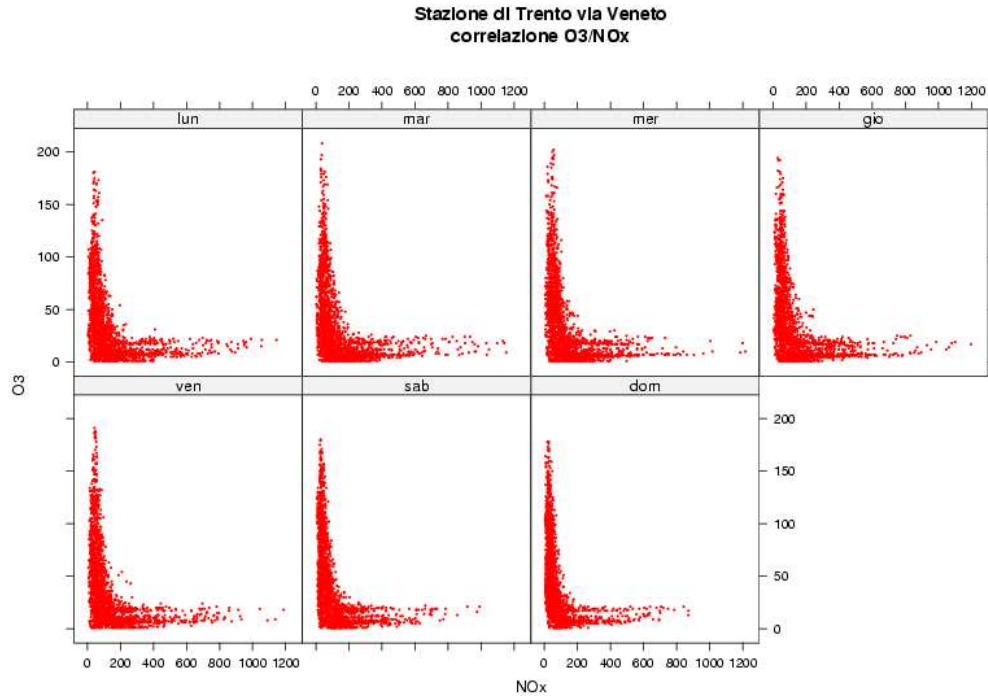 Stazione di Trento via Veneto
correlazione O3/NOx
0 200 400 600 800 1000 1200 0 200 400 600 800 1000 1200
lun mar mer gio
200
150
100
50
0
O3
ven sab dom
200
150
100
50
0
0 200 400 600 800 1000 1200 0 200 400 600 800 1000 1200
NOx